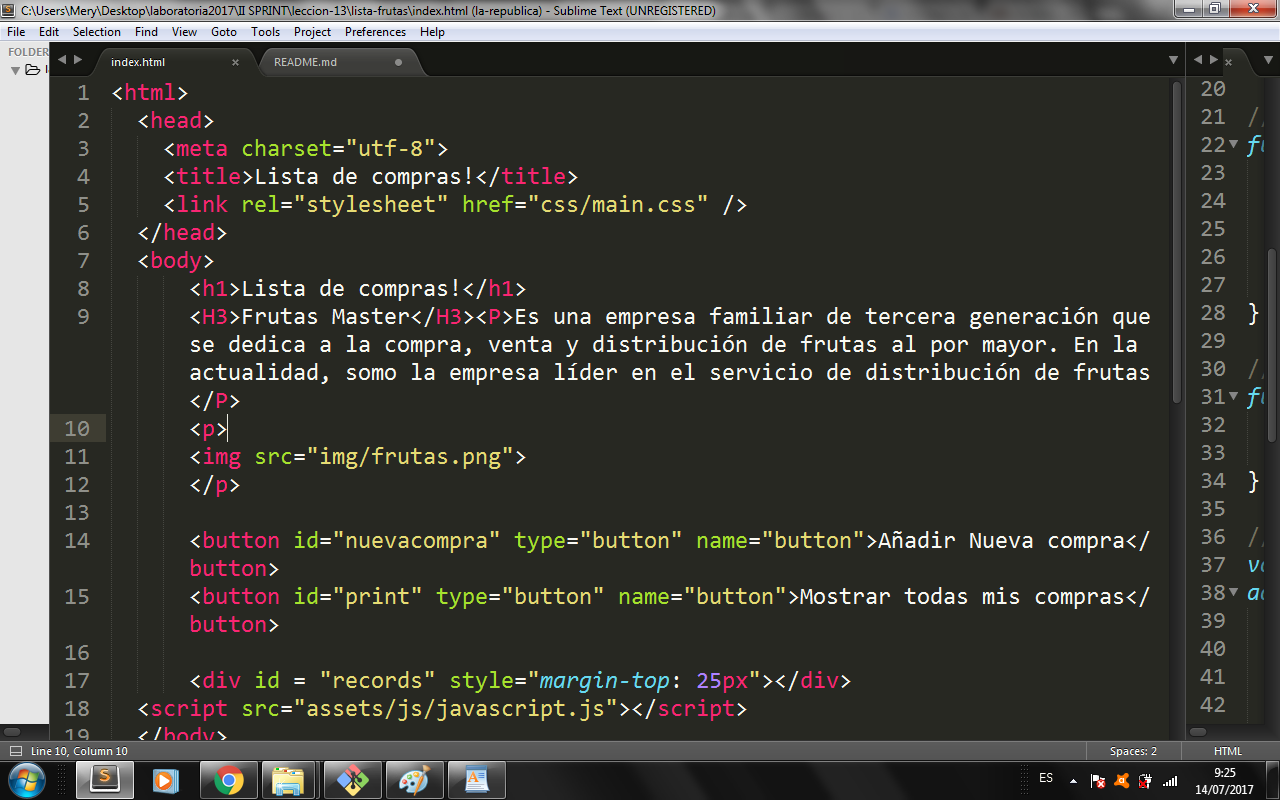 C:\Users\Mery\Desktop\laboratoria2017\II SPRINT\leccion-13\lista-frutas\index.html (la-republica) - Sublime Text (UNREGISTERED)
File Edit Selection Find View Goto Tools Project Preferences Help
FOLDER
index.html
README.md
1 <html>
2 <head>
3 <meta charset="utf-8">
4 <title>Lista de compras!</title>
5 <link rel="stylesheet" href="css/main.css" />
6 </head>
7 <body>
8 <h1>Lista de compras!</h1>
9 <H3>Frutas Master</H3><P>Es una empresa familiar de tercera generación que
se dedica a la compra, venta y distribución de frutas al por mayor. En la
actualidad, somo la empresa líder en el servicio de distribución de frutas
</P>
10 <p>
11 <img src="img/frutas.png">
12 </p>
13
14 <button id="nuevacompra" type="button" name="button">Añadir Nueva compra</
button>
15 <button id="print" type="button" name="button">Mostrar todas mis compras</
button>
16
17 <div id = "records" style="margin-top: 25px"></div>
18 <script src="assets/js/javascript.js"></script>
19 </body>
20
21 //
22 fu
23
24
25
26
27
28 }
29
30 //
31 fu
32
33
34 }
35
36 //
37 va
38 ad
39
40
41
42
Line 10, Column 10
Spaces: 2
HTML
ES
9:25
14/07/2017